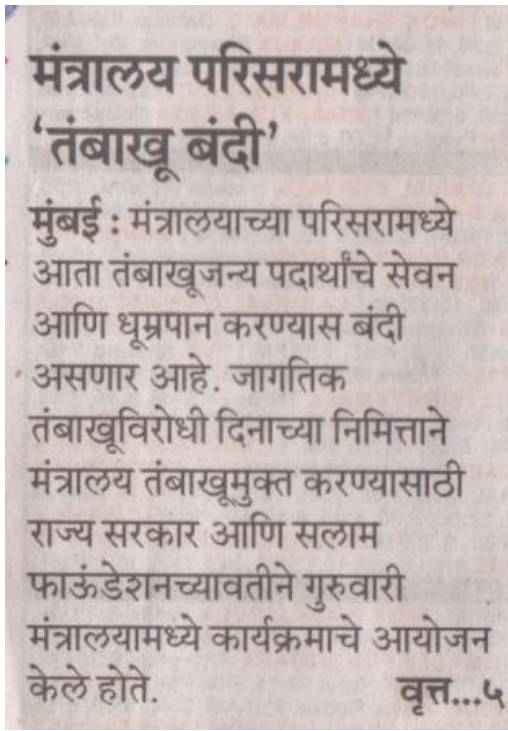 मंत्रालय परिसरामध्ये
‘तंबाखू बंदी’
मुंबई : मंत्रालयाच्या परिसरामध्ये
आता तंबाखूजन्य पदार्थांचे सेवन
आणि धूम्रपान करण्यास बंदी
असणार आहे. जागतिक
तंबाखूविरोधी दिनाच्या निमित्ताने
मंत्रालय तंबाखूमुक्त करण्यासाठी
राज्य सरकार आणि सलाम
फाऊंडेशनच्यावतीने गुरुवारी
मंत्रालयामध्ये कार्यक्रमाचे आयोजन
केले होते. वृत्त...५